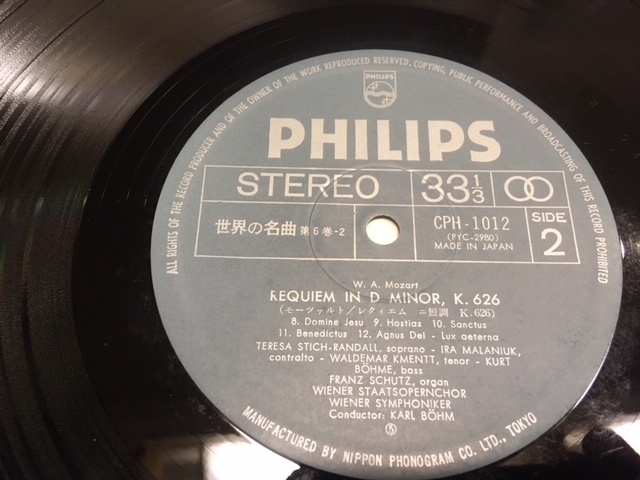 ALL RIGHTS OF THE RECORD PRODUCER AND OF THE OWNER OF THE WORK REPRODUCED RESERVED. COPYING, PUBLIC PERFORMANCE AND BROADCASTING OF THIS RECORD PROHIBITED
PHILIPS
PHILIPS
STEREO 33 1/3
世界の名曲 第6巻-2
CPH-1012
(PYC-2980)
MADE IN JAPAN
SIDE
2
W. A. Mozart
REQUIEM IN D MINOR, K. 626
(モーツァルト/レクィエム ニ短調 K.626)
8. Domine Jesu 9. Hostias 10. Sanctus
11. Benedictus 12. Agnus Dei - Lux aeterna
TERESA STICH-RANDALL, soprano - IRA MALANIUK,
contralto - WALDEMAR KMENTT, tenor - KURT
BÖHME, bass
FRANZ SCHUTZ, organ
WIENER STAATSOPERNCHOR
WIENER SYMPHONIKER
Conductor: KARL BÖHM
5
MANUFACTURED BY NIPPON PHONOGRAM CO. LTD., TOKYO